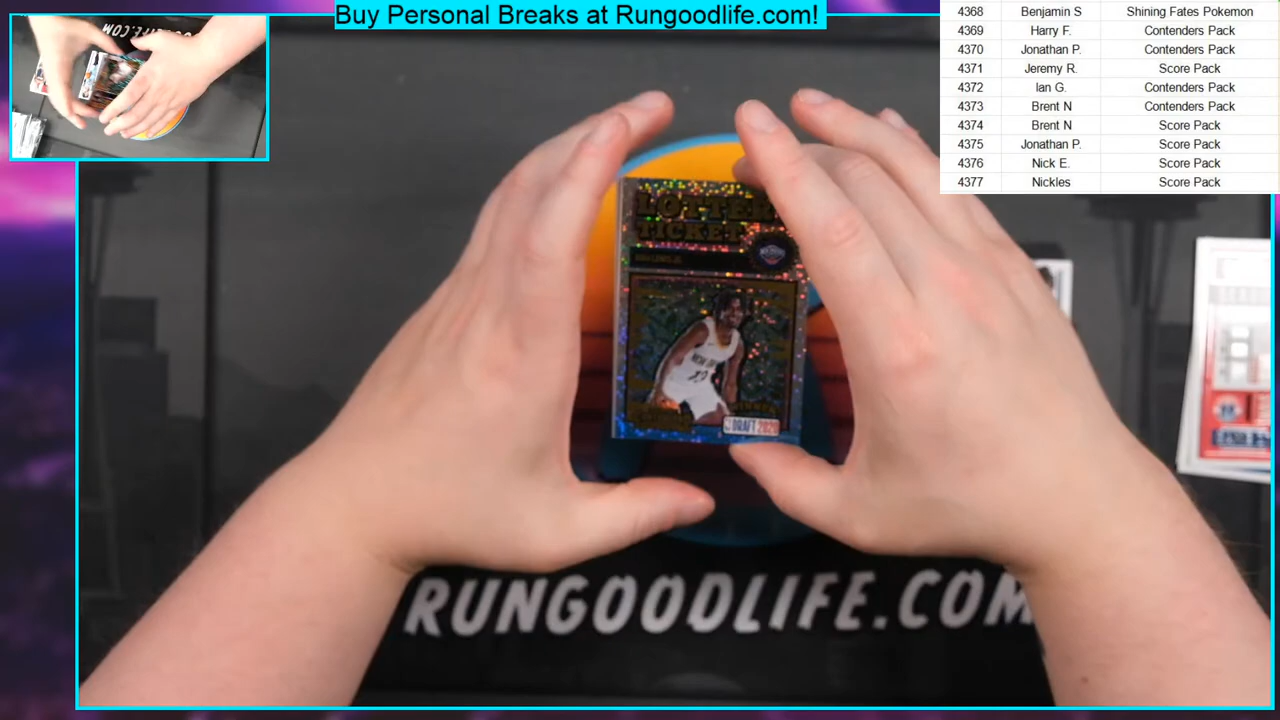 Buy Personal Breaks at Rungoodlife.com!
4368 Benjamin S Shining Fates Pokemon
4369 Harry F. Contenders Pack
4370 Jonathan P. Contenders Pack
4371 Jeremy R. Score Pack
4372 Ian G. Contenders Pack
4373 Brent N Contenders Pack
4374 Brent N Score Pack
4375 Jonathan P. Score Pack
4376 Nick E. Score Pack
4377 Nickles Score Pack
TICKET
DRAFT 2020
RUNGOODLIFE.COM